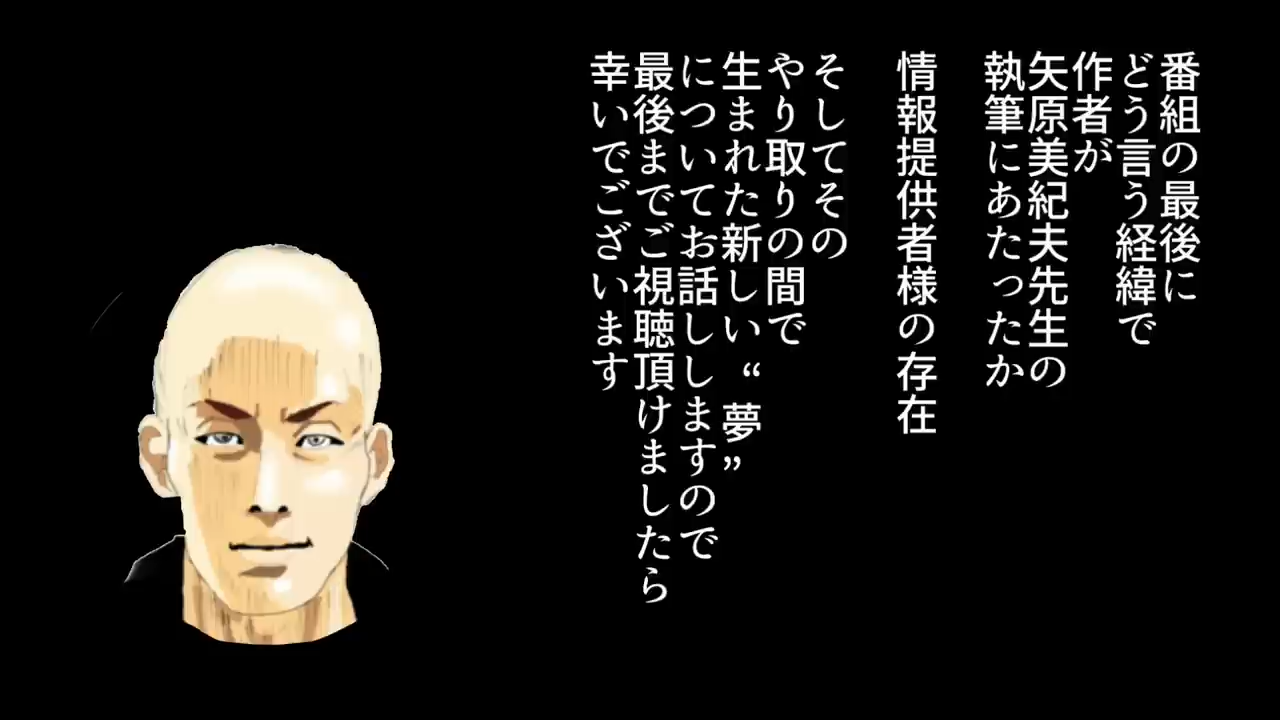 番組の最後に
どう言う経緯で
作者が
矢原美紀夫先生の
執筆にあたったか
情報提供者様の存在
そしてその
やり取りの間で
生まれた新しい“夢”
についてお話ししますので
最後までご視聴頂けましたら
幸いでございます